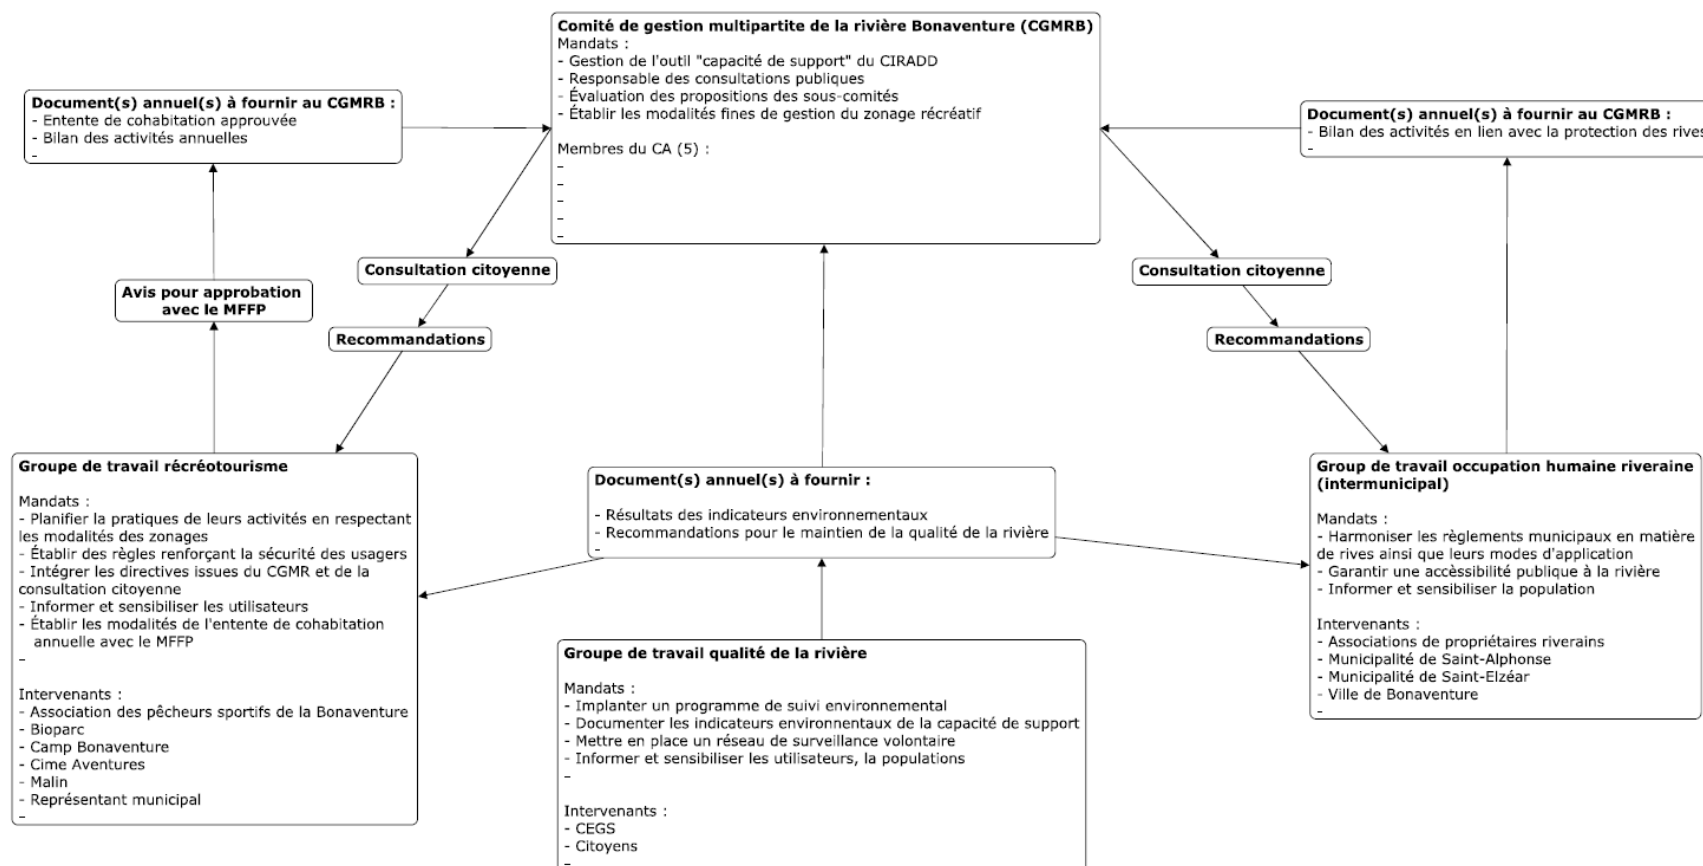 Comité de gestion multipartite de la rivière Bonaventure (CGMRB)
Mandats :
- Gestion de l'outil "capacité de support" du CIRADD
- Responsable des consultations publiques
- Évaluation des propositions des sous-comités
- Établir les modalités fines de gestion du zonage récréatif
Membres du CA (5) :
-
-
-
-
-
Document(s) annuel(s) à fournir au CGMRB :
- Entente de cohabitation approuvée
- Bilan des activités annuelles
-
Document(s) annuel(s) à fournir au CGMRB :
- Bilan des activités en lien avec la protection des rives
-
Consultation citoyenne
Consultation citoyenne
Avis pour approbation
avec le MFFP
Recommandations
Recommandations
Groupe de travail récréotourisme
Mandats :
- Planifier la pratiques de leurs activités en respectant
les modalités des zonages
- Établir des règles renforçant la sécurité des usagers
- Intégrer les directives issues du CGMR et de la
consultation citoyenne
- Informer et sensibiliser les utilisateurs
- Établir les modalités de l'entente de cohabitation
annuelle avec le MFFP
-
Intervenants :
- Association des pêcheurs sportifs de la Bonaventure
- Bioparc
- Camp Bonaventure
- Cime Aventures
- Malin
- Représentant municipal
-
Document(s) annuel(s) à fournir :
- Résultats des indicateurs environnementaux
- Recommandations pour le maintien de la qualité de la rivière
-
Group de travail occupation humaine riveraine
(intermunicipal)
Mandats :
- Harmoniser les règlements municipaux en matière
de rives ainsi que leurs modes d'application
- Garantir une accèssibilité publique à la rivière
- Informer et sensibiliser la population
Intervenants :
- Associations de propriétaires riverains
- Municipalité de Saint-Alphonse
- Municipalité de Saint-Elzéar
- Ville de Bonaventure
-
Groupe de travail qualité de la rivière
Mandats :
- Implanter un programme de suivi environnemental
- Documenter les indicateurs environnentaux de la capacité de support
- Mettre en place un réseau de surveillance volontaire
- Informer et sensibiliser les utilisateurs, la populations
-
Intervenants :
- CEGS
- Citoyens
-